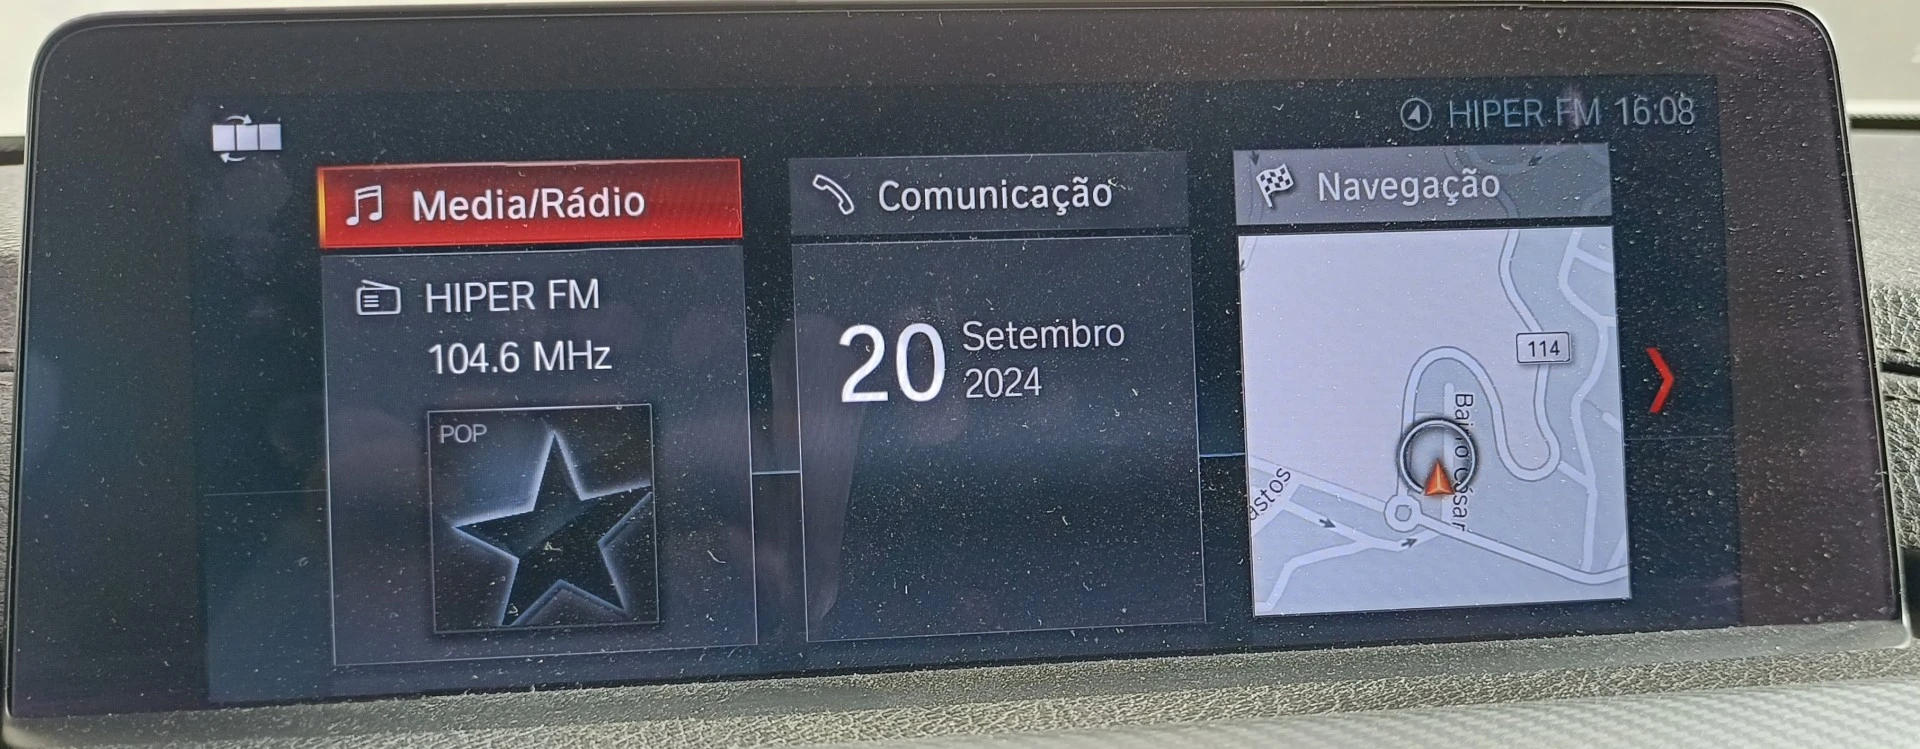 HIPER FM 16:08
Media/Rádio
HIPER FM
104.6 MHz
POP
Comunicação
20 Setembro
2024
Navegação
114